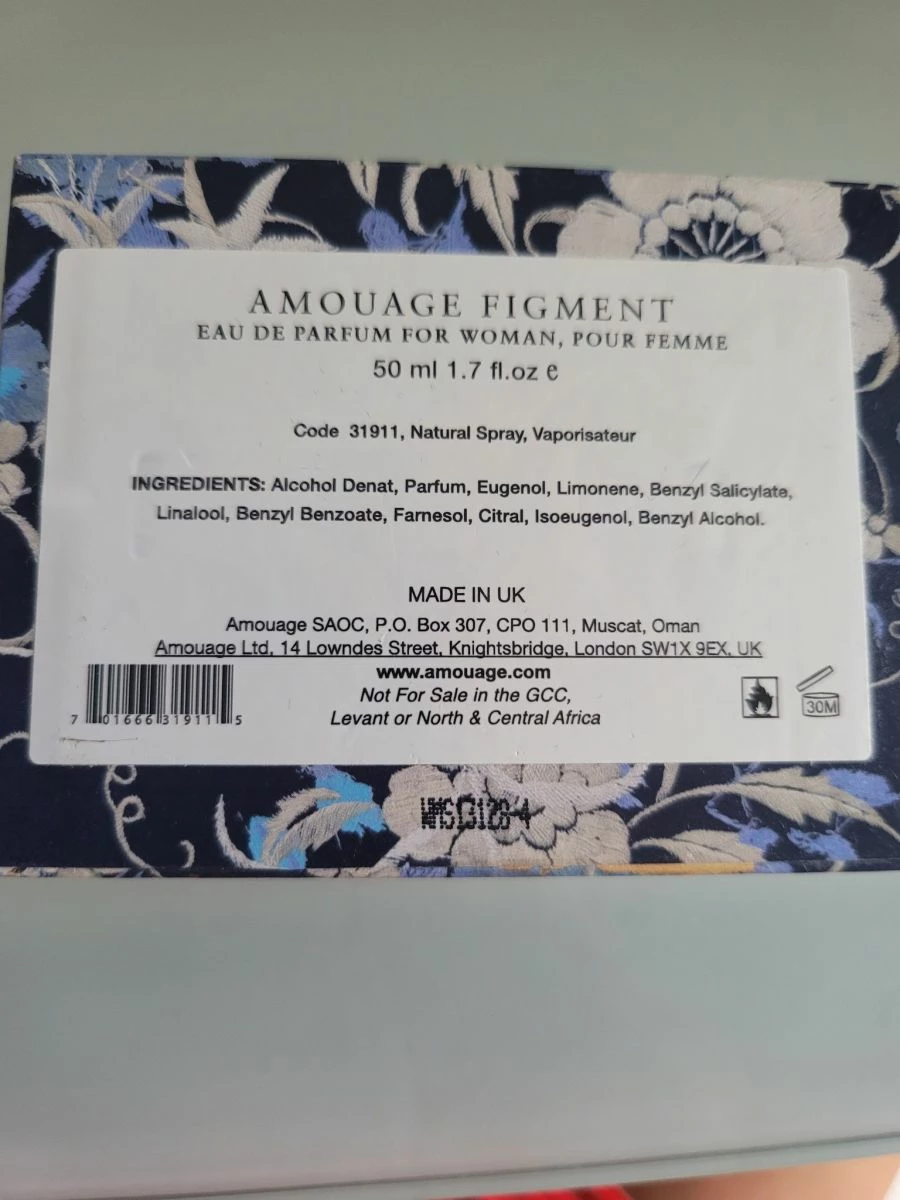 AMOUAGE FIGMENT
EAU DE PARFUM FOR WOMAN, POUR FEMME
50 ml 1.7 fl.oz e
Code 31911, Natural Spray, Vaporisateur
INGREDIENTS: Alcohol Denat, Parfum, Eugenol, Limonene, Benzyl Salicylate,
Linalool, Benzyl Benzoate, Farnesol, Citral, Isoeugenol, Benzyl Alcohol.
MADE IN UK
Amouage SAOC, P.O. Box 307, CPO 111, Muscat, Oman
Amouage Ltd, 14 Lowndes Street, Knightsbridge, London SW1X 9EX, UK
www.amouage.com
Not For Sale in the GCC,
Levant or North & Central Africa
7 01666 31911 5
30M